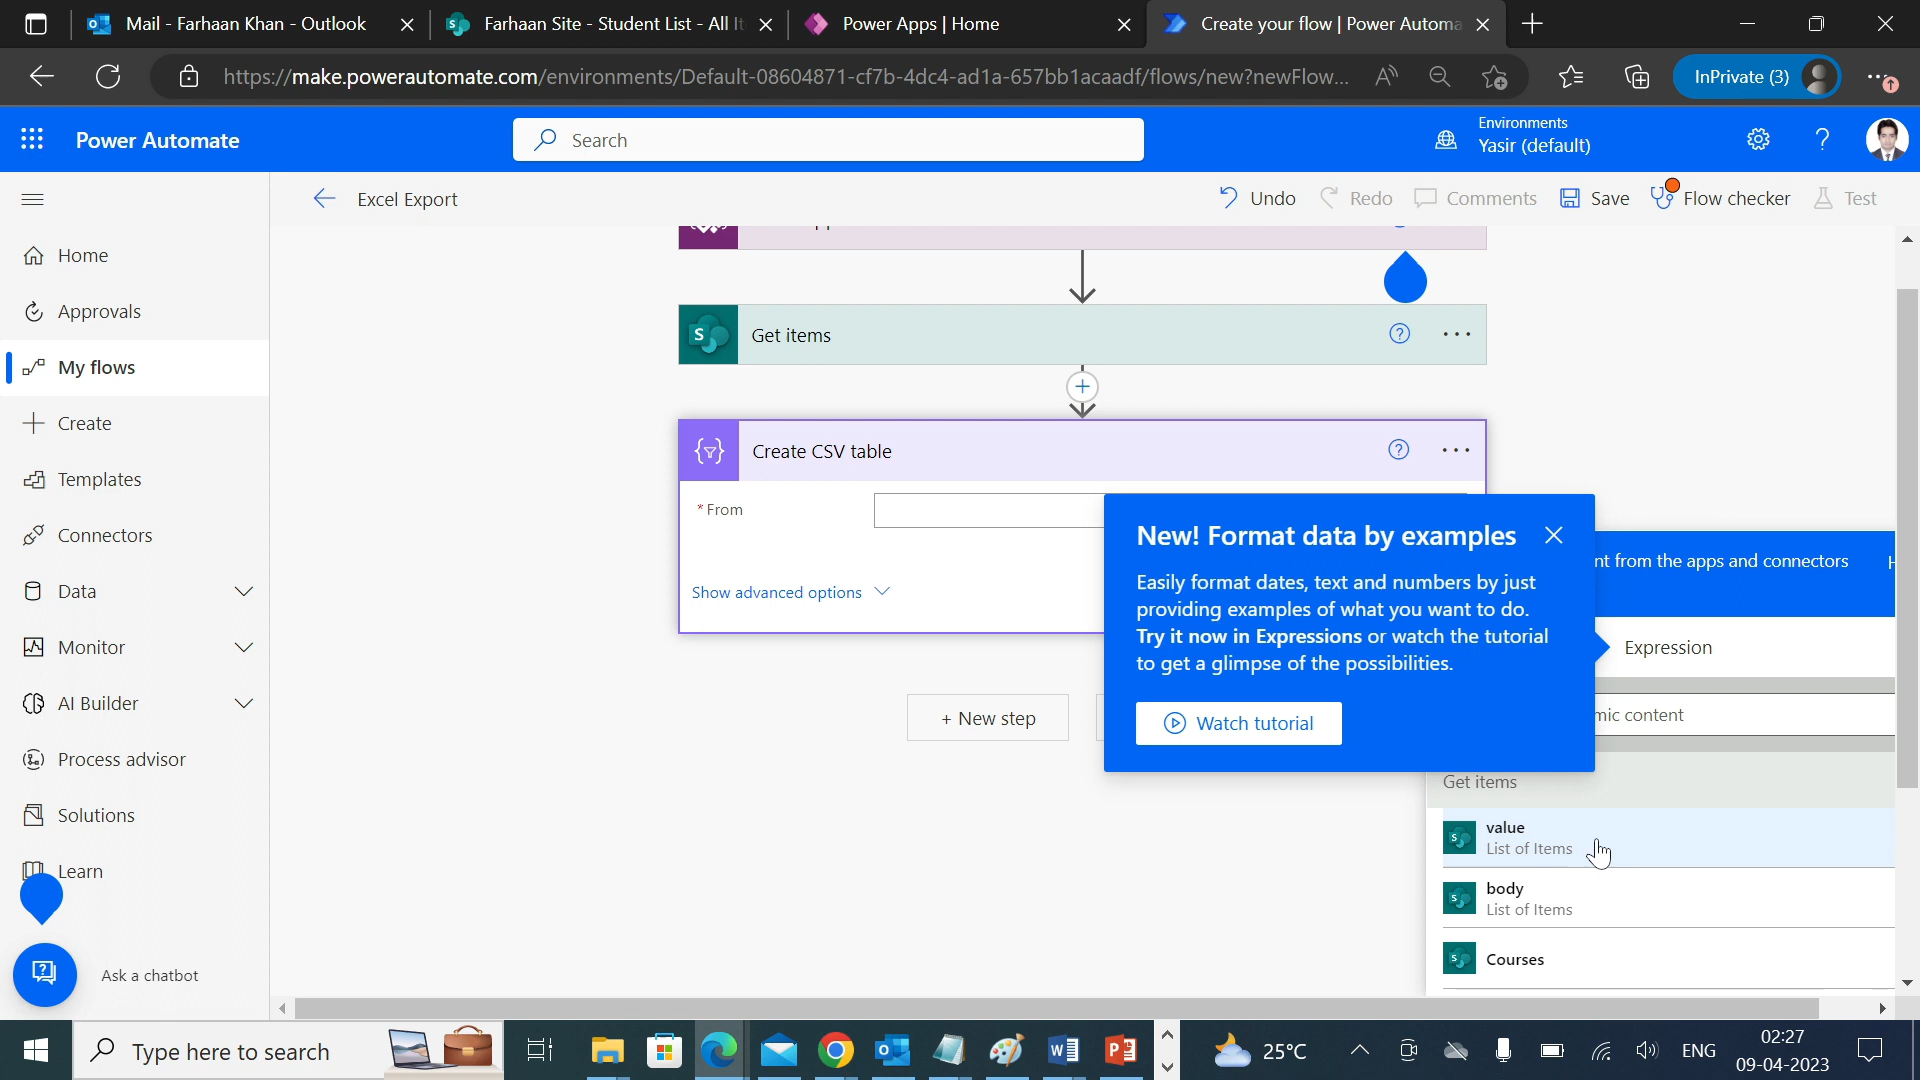 Mail - Farhaan Khan - Outlook
Farhaan Site - Student List - All It
Power Apps | Home
Create your flow | Power Automa
https://make.powerautomate.com/environments/Default-08604871-cf7b-4dc4-ad1a-657bb1acaadf/flows/new?newFlow...
InPrivate (3)
Power Automate
Search
Environments
Yasir (default)
Excel Export
Undo
Redo
Comments
Save
Flow checker
Test
Home
Approvals
My flows
Create
Templates
Connectors
Data
Monitor
AI Builder
Process advisor
Solutions
Learn
Ask a chatbot
Get items
Create CSV table
* From
Show advanced options
+ New step
New! Format data by examples
Easily format dates, text and numbers by just
providing examples of what you want to do.
Try it now in Expressions or watch the tutorial
to get a glimpse of the possibilities.
Watch tutorial
nt from the apps and connectors
Expression
mic content
Get items
value
List of Items
body
List of Items
Courses
Type here to search
25°C
ENG
02:27
09-04-2023